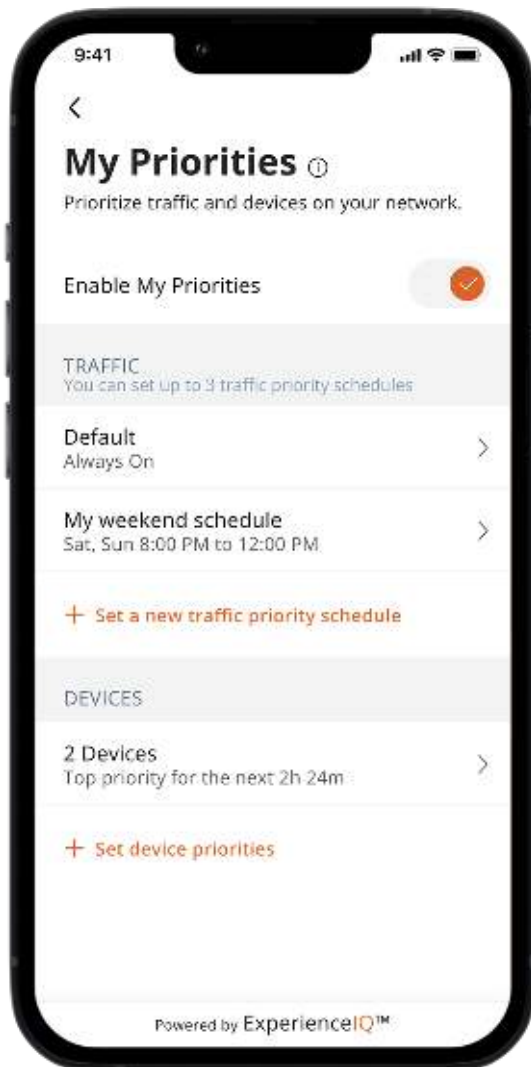 9:41
My Priorities
Prioritize traffic and devices on your network.
Enable My Priorities
TRAFFIC
You can set up to 3 traffic priority schedules
Default
Always On
My weekend schedule
Sat, Sun 8:00 PM to 12:00 PM
+ Set a new traffic priority schedule
DEVICES
2 Devices
Top priority for the next 2h 24m
+ Set device priorities
Powered by ExperienceIQ™